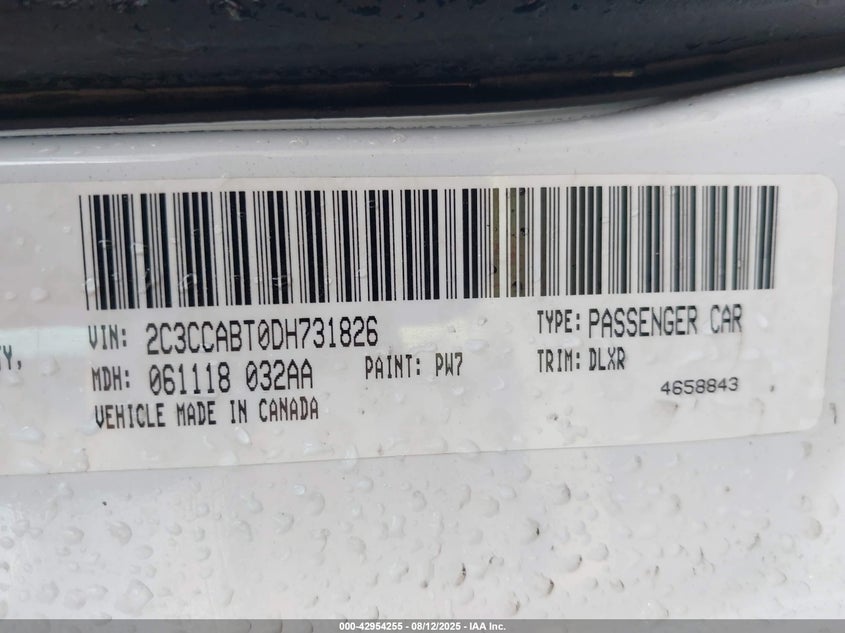 TY,
VIN: 2C3CCABT0DH731826 TYPE: PASSENGER CAR
MDH: 061118 032AA PAINT: PW7 TRIM: DLXR
VEHICLE MADE IN CANADA 4658843
000-42954255 - 08/12/2025 - IAA Inc.